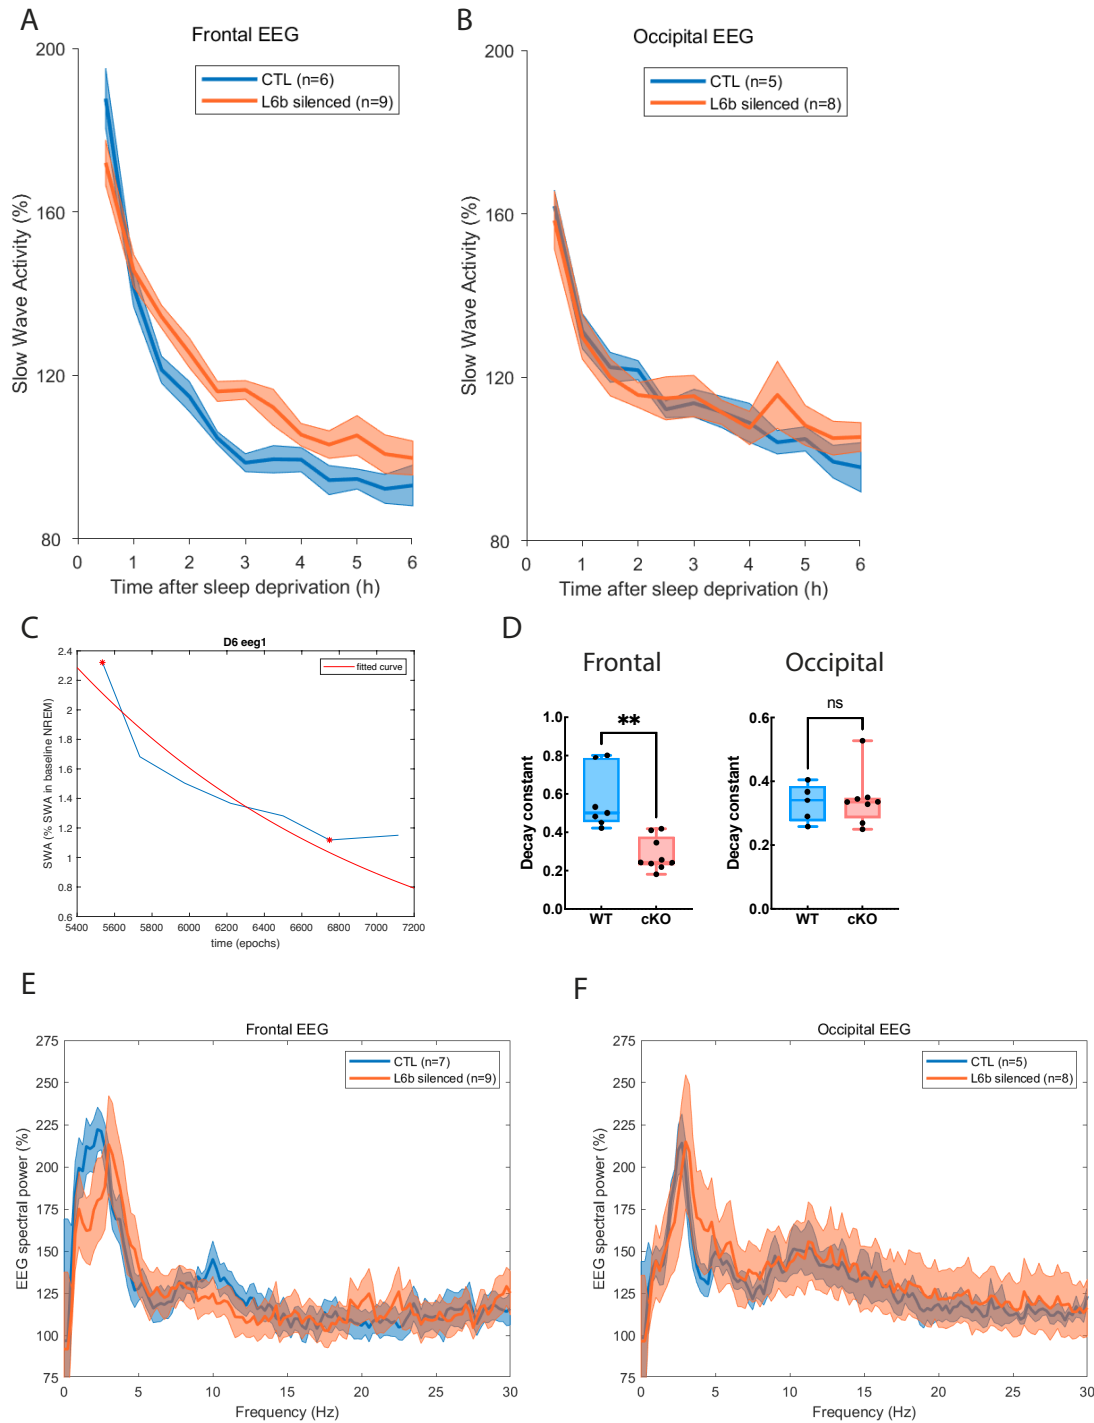 A
Frontal EEG
200
160
120
80
Slow Wave Activity (%)
CTL (n=6)
L6b silenced (n=9)
0 1 2 3 4 5 6
Time after sleep deprivation (h)
B
Occipital EEG
200
160
120
80
Slow Wave Activity (%)
CTL (n=5)
L6b silenced (n=8)
0 1 2 3 4 5 6
Time after sleep deprivation (h)
C
D6 eeg1
2.4
2.2
2
1.8
1.6
1.4
1.2
1
0.8
0.6
SWA (% SWA in baseline NREM)
fitted curve
5400 5600 5800 6000 6200 6400 6600 6800 7000 7200
time (epochs)
D
Frontal
1.0
0.8
0.6
0.4
0.2
0.0
Decay constant
**
WT cKO
Occipital
0.6
0.4
0.2
0.0
Decay constant
ns
WT cKO
E
Frontal EEG
275
250
225
200
175
150
125
100
75
EEG spectral power (%)
CTL (n=7)
L6b silenced (n=9)
0 5 10 15 20 25 30
Frequency (Hz)
F
Occipital EEG
275
250
225
200
175
150
125
100
75
EEG spectral power (%)
CTL (n=5)
L6b silenced (n=8)
0 5 10 15 20 25 30
Frequency (Hz)